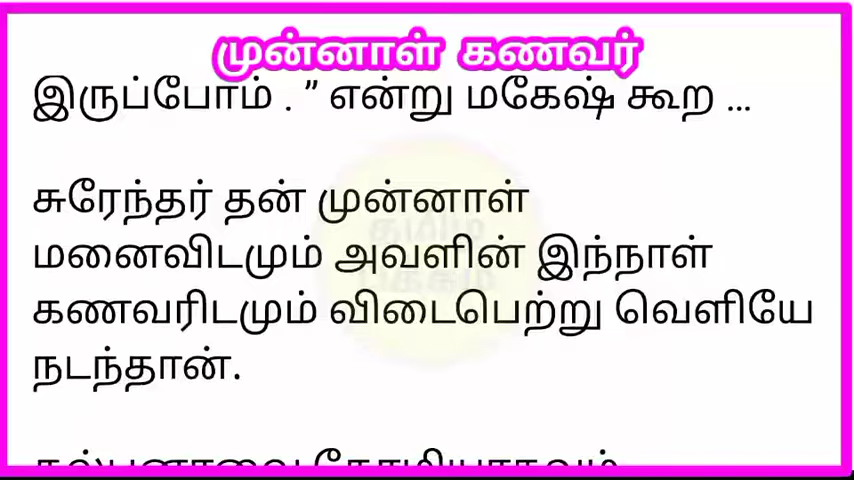 முன்னாள் கணவர்
இருப்போம் . ” என்று மகேஷ் கூற ...
சுரேந்தர் தன் முன்னாள்
மனைவிடமும் அவளின் இந்நாள்
கணவரிடமும் விடைபெற்று வெளியே
நடந்தான்.